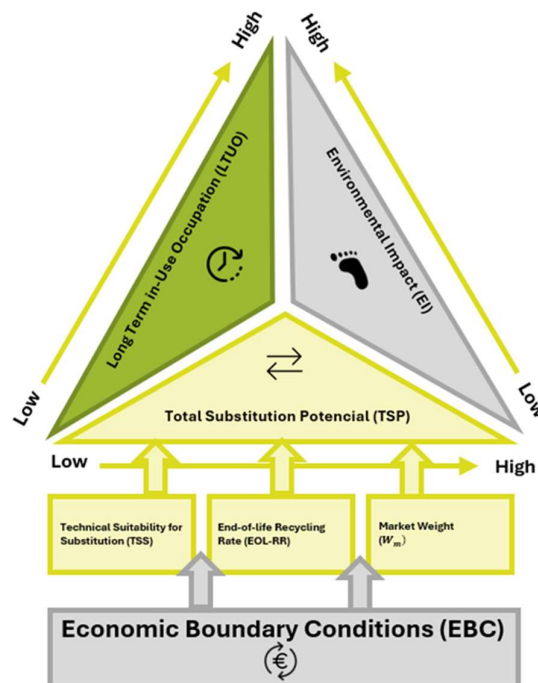 High
High
Long Term in-Use Occupation (LTUO)
Environmental Impact (EI)
Low
Low
Total Substitution Potencial (TSP)
Low
High
Technical Suitability for
Substitution (TSS)
End-of-life Recycling
Rate (EOL-RR)
Market Weight
(Wₘ)
Economic Boundary Conditions (EBC)
€